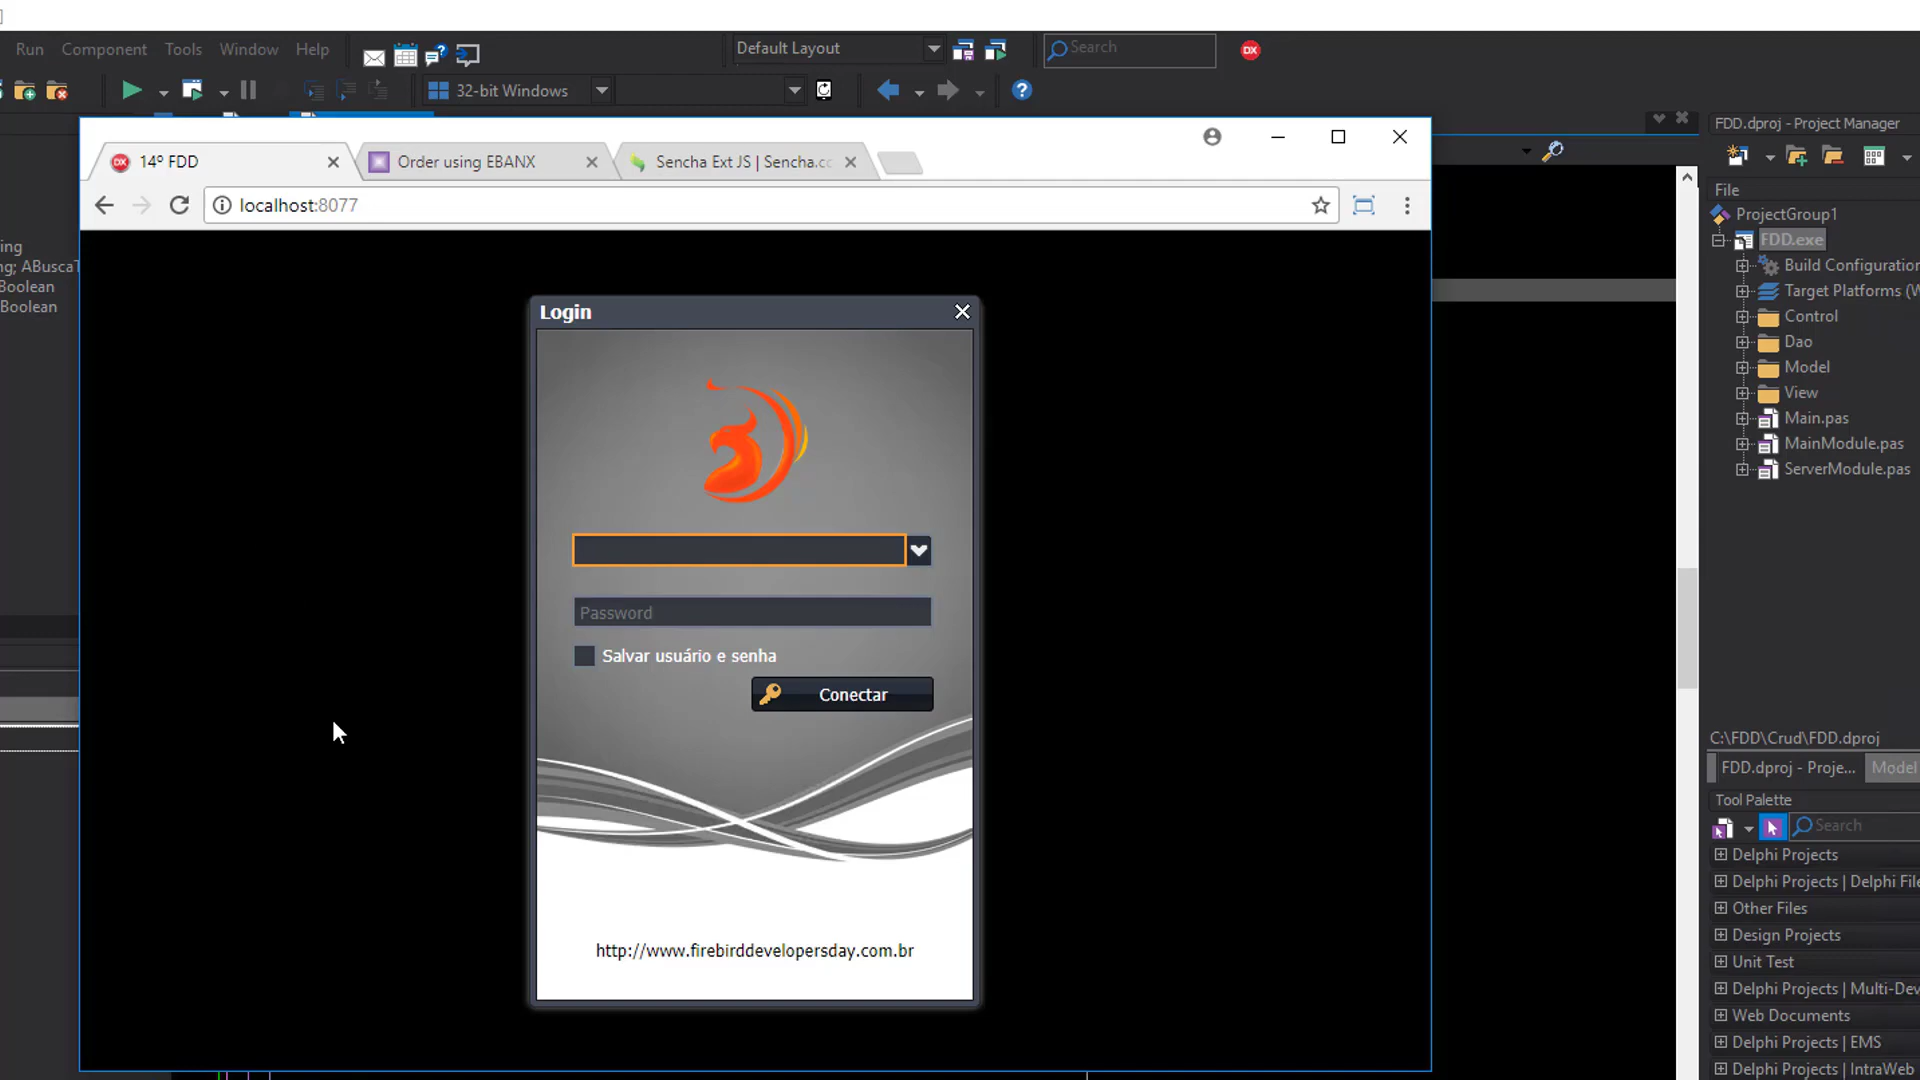 Run Component Tools Window Help
Default Layout
Search
DX
32-bit Windows
14º FDD
Order using EBANX
Sencha Ext JS | Sencha.cc
localhost:8077
ing
ng; ABuscaT
Boolean
Boolean
Login
Password
Salvar usuário e senha
Conectar
http://www.firebirddevelopersday.com.br
FDD.dproj - Project Manager
File
ProjectGroup1
FDD.exe
Build Configuration
Target Platforms (W
Control
Dao
Model
View
Main.pas
MainModule.pas
ServerModule.pas
C:\FDD\Crud\FDD.dproj
FDD.dproj - Proje...
Model
Tool Palette
Search
Delphi Projects
Delphi Projects | Delphi File
Other Files
Design Projects
Unit Test
Delphi Projects | Multi-Dev
Web Documents
Delphi Projects | EMS
Delphi Projects | IntraWeb